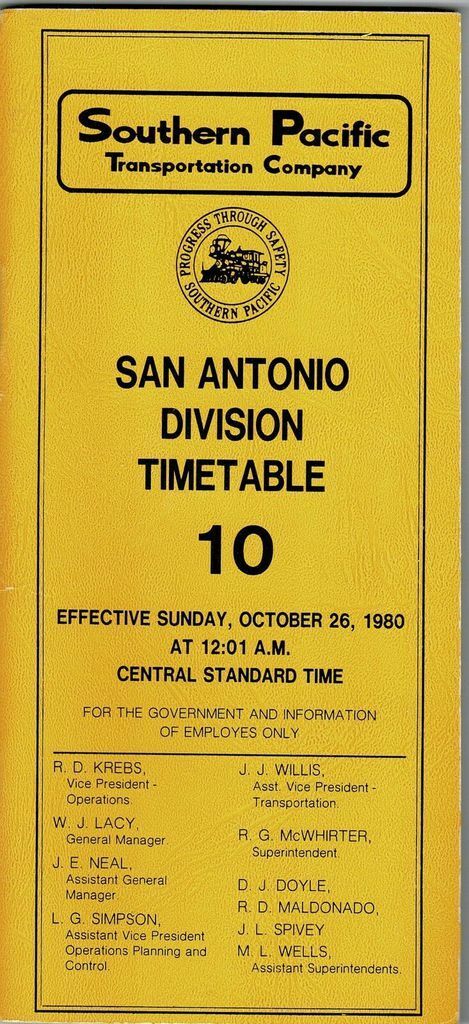 Southern Pacific
Transportation Company
PROGRESS THROUGH SAFETY
SOUTHERN PACIFIC
SAN ANTONIO
DIVISION
TIMETABLE
10
EFFECTIVE SUNDAY, OCTOBER 26, 1980
AT 12:01 A.M.
CENTRAL STANDARD TIME
FOR THE GOVERNMENT AND INFORMATION
OF EMPLOYES ONLY
R. D. KREBS,
Vice President -
Operations.
W. J. LACY,
General Manager.
J. E. NEAL,
Assistant General
Manager.
L. G. SIMPSON,
Assistant Vice President
Operations Planning and
Control.
J. J. WILLIS,
Asst. Vice President -
Transportation.
R. G. McWHIRTER,
Superintendent.
D. J. DOYLE,
R. D. MALDONADO,
J. L. SPIVEY
M. L. WELLS,
Assistant Superintendents.